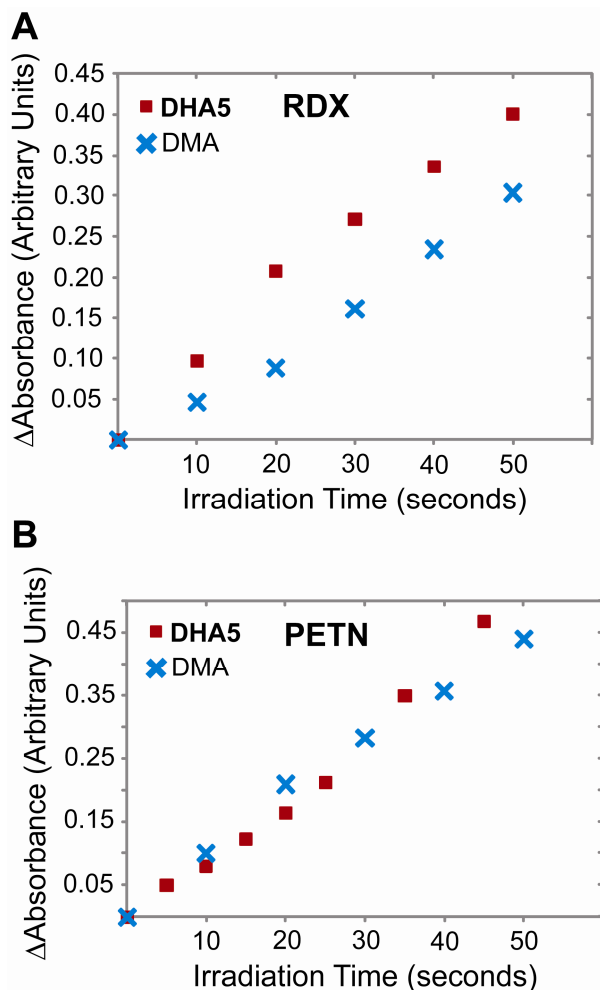 A
0.45
DHA5 RDX
0.40
DMA
0.35
0.30
0.25
0.20
0.15
0.10
0.05
ΔAbsorbance (Arbitrary Units)
10 20 30 40 50
Irradiation Time (seconds)
B
DHA5 PETN
0.45
DMA
0.35
0.25
0.15
0.05
ΔAbsorbance (Arbitrary Units)
10 20 30 40 50
Irradiation Time (seconds)